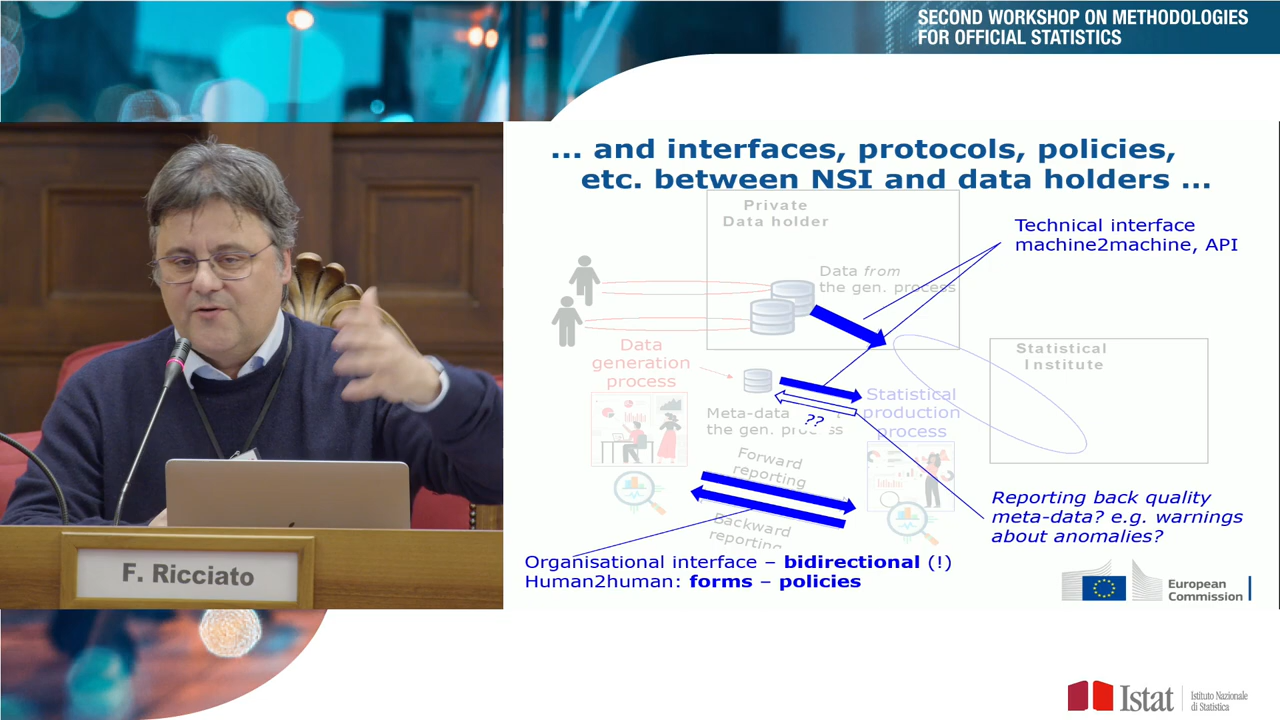 SECOND WORKSHOP ON METHODOLOGIES
FOR OFFICIAL STATISTICS
... and interfaces, protocols, policies,
etc. between NSI and data holders ...
Private
Data holder
Technical interface
machine2machine, API
Data from
the gen. process
Data
generation
process
Statistical
Institute
Meta-data
the gen.
??
Statistical
production
process
Forward
reporting
Backward
reporting
Reporting back quality
meta-data? e.g. warnings
about anomalies?
Organisational interface – bidirectional (!)
Human2human: forms – policies
European
Commission
F. Ricciato
Istat
Istituto Nazionale
di Statistica